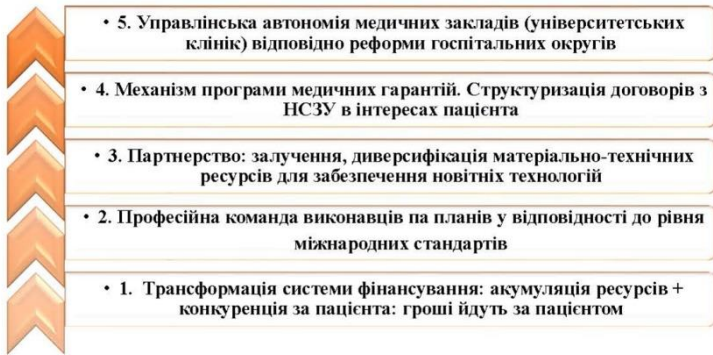 • 5. Управлінська автономія медичних закладів (університетських
клінік) відповідно реформи госпітальних округів
• 4. Механізм програми медичних гарантій. Структуризація договорів з
НСЗУ в інтересах пацієнта
• 3. Партнерство: залучення, диверсифікація матеріально-технічних
ресурсів для забезпечення новітніх технологій
• 2. Професійна команда виконавців па планів у відповідності до рівня
міжнародних стандартів
• 1. Трансформація системи фінансування: акумуляція ресурсів +
конкуренція за пацієнта: гроші йдуть за пацієнтом